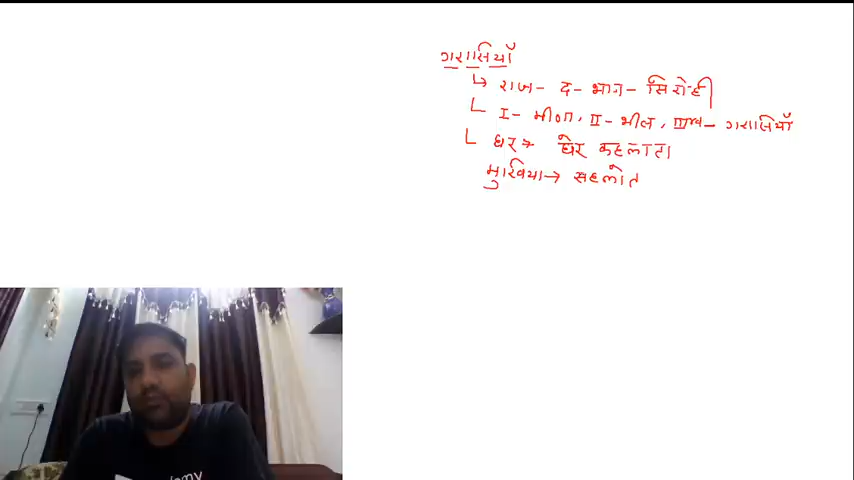 गरासियाँ
↳ राज- द- भाग- सिरोही
I- मीणा, II- भील, III- गरासियाँ
घर → घेर कहलाता
मुखिया → सहलोत